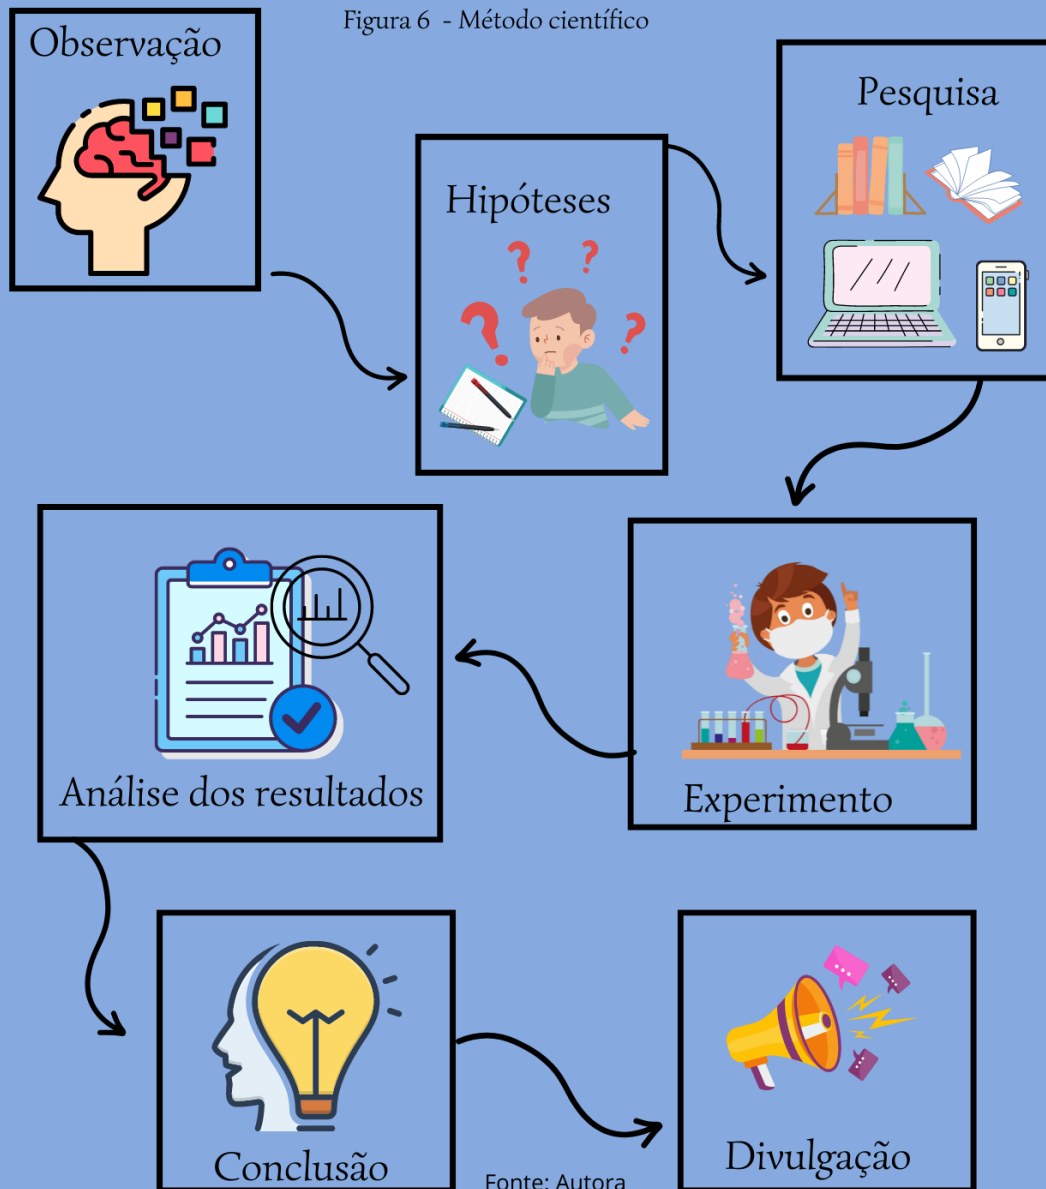 Figura 6 - Método científico
Observação
Hipóteses
Pesquisa
Experimento
Análise dos resultados
Conclusão
Divulgação
Fonte: Autora